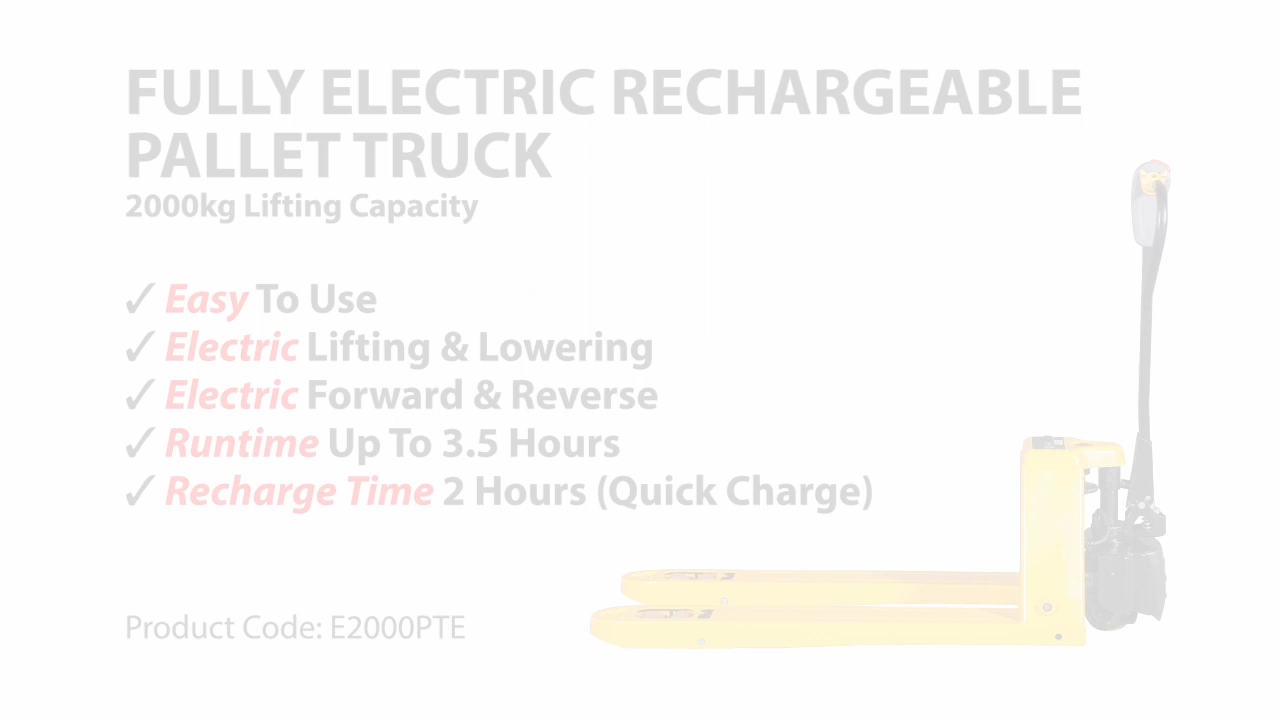 FULLY ELECTRIC RECHARGEABLE
PALLET TRUCK
2000kg Lifting Capacity
✓ Easy To Use
✓ Electric Lifting & Lowering
✓ Electric Forward & Reverse
✓ Runtime Up To 3.5 Hours
✓ Recharge Time 2 Hours (Quick Charge)
Product Code: E2000PTE